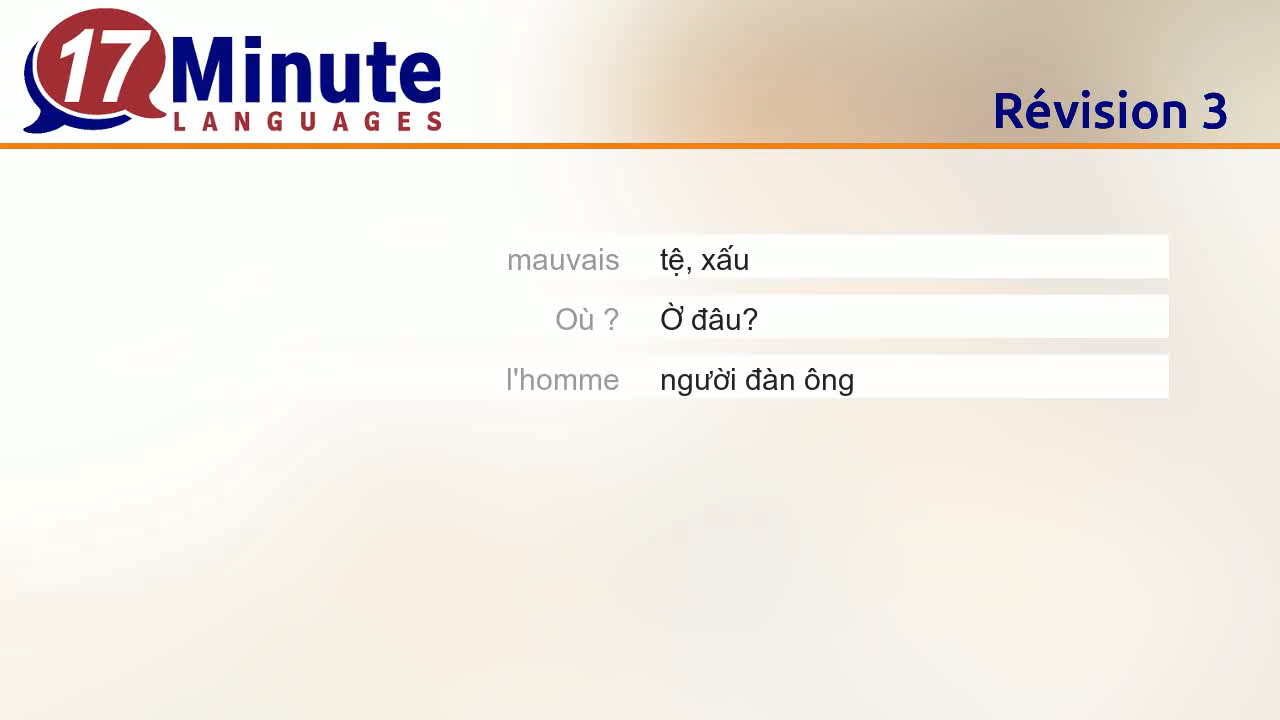 17 Minute
LANGUAGES
Révision 3
mauvais tệ, xấu
Où ? Ờ đâu?
l'homme người đàn ông